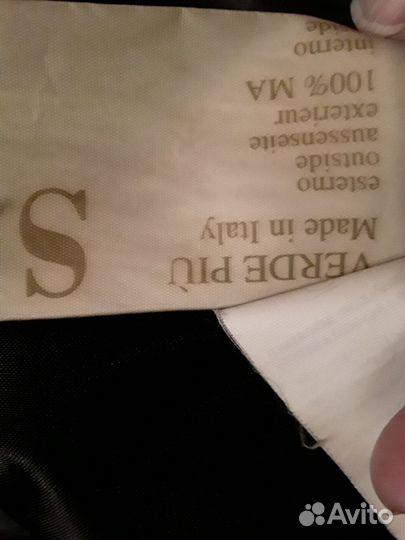 VERDE PIÙ
Made in Italy
S
esterno
outside
aussenseite
exterieur
100% MA
interno
Avito